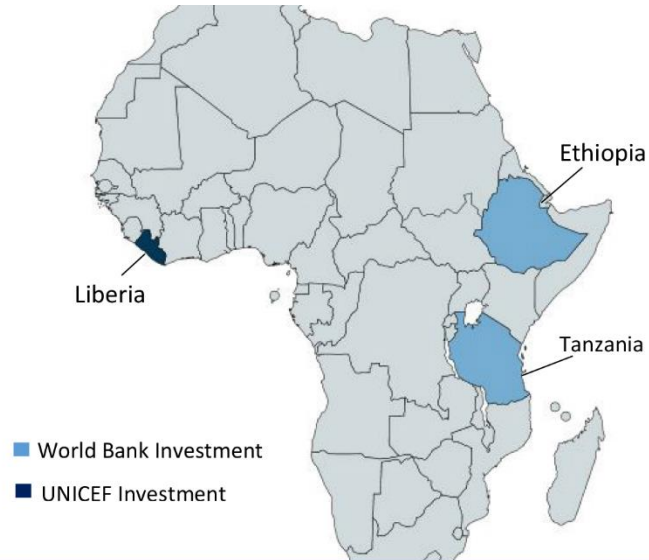 Ethiopia
Liberia
Tanzania
World Bank Investment
UNICEF Investment